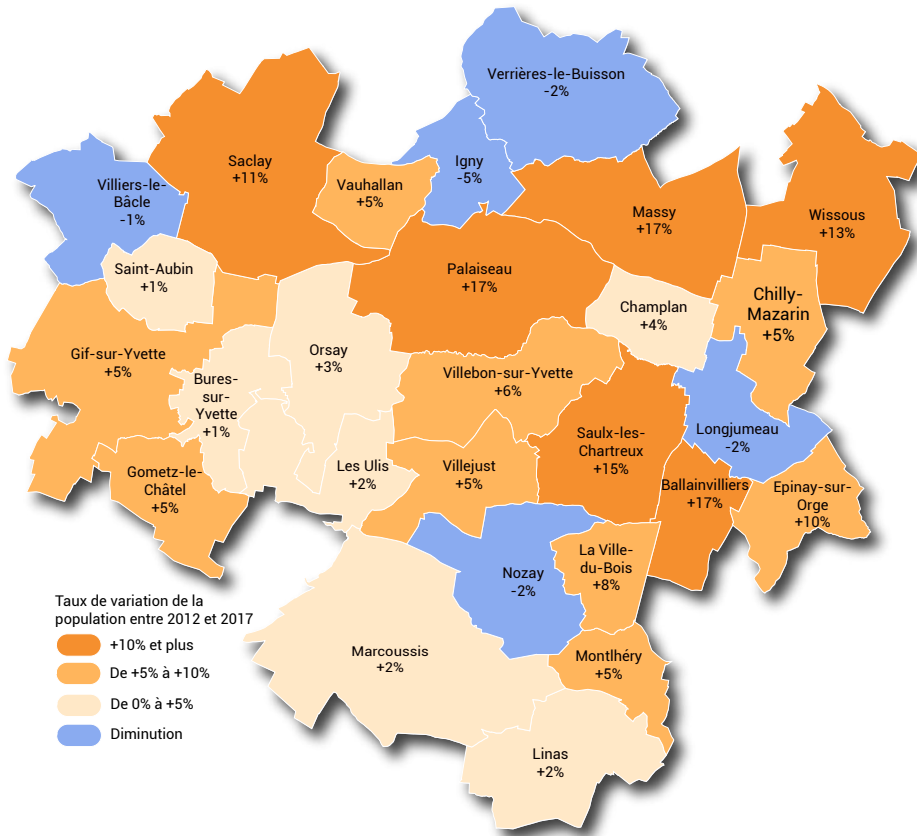 Verrières-le-Buisson
-2%
Saclay
+11%
Igny
-5%
Vauhallan
+5%
Villiers-le-
Bâcle
-1%
Massy
+17%
Wissous
+13%
Saint-Aubin
+1%
Palaiseau
+17%
Champlan
+4%
Chilly-
Mazarin
+5%
Gif-sur-Yvette
+5%
Orsay
+3%
Bures-
sur-
Yvette
+1%
Villebon-sur-Yvette
+6%
Longjumeau
-2%
Saulx-les-
Chartreux
+15%
Les Ulis
+2%
Villejust
+5%
Gometz-le-
Châtel
+5%
Ballainvilliers
+17%
Epinay-sur-
Orge
+10%
La Ville-
du-Bois
+8%
Nozay
-2%
Marcoussis
+2%
Montlhéry
+5%
Linas
+2%
Taux de variation de la
population entre 2012 et 2017
+10% et plus
De +5% à +10%
De 0% à +5%
Diminution